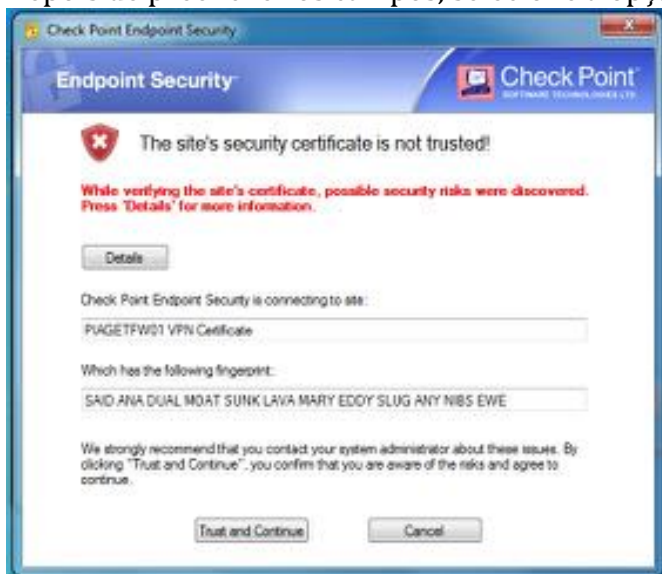 Check Point Endpoint Security
Endpoint Security
Check Point
SOFTWARE TECHNOLOGIES LTD.
The site's security certificate is not trusted!
While verifying the site's certificate, possible security risks were discovered.
Press 'Details' for more information.
Details
Check Point Endpoint Security is connecting to site:
PIAGETFW01 VPN Certificate
Which has the following fingerprint:
SAID ANA DUAL MOAT SUNK LAVA MARY EDDY SLUG ANY NIBS EWE
We strongly recommend that you contact your system administrator about these issues. By
clicking "Trust and Continue", you confirm that you are aware of the risks and agree to
continue.
Trust and Continue
Cancel